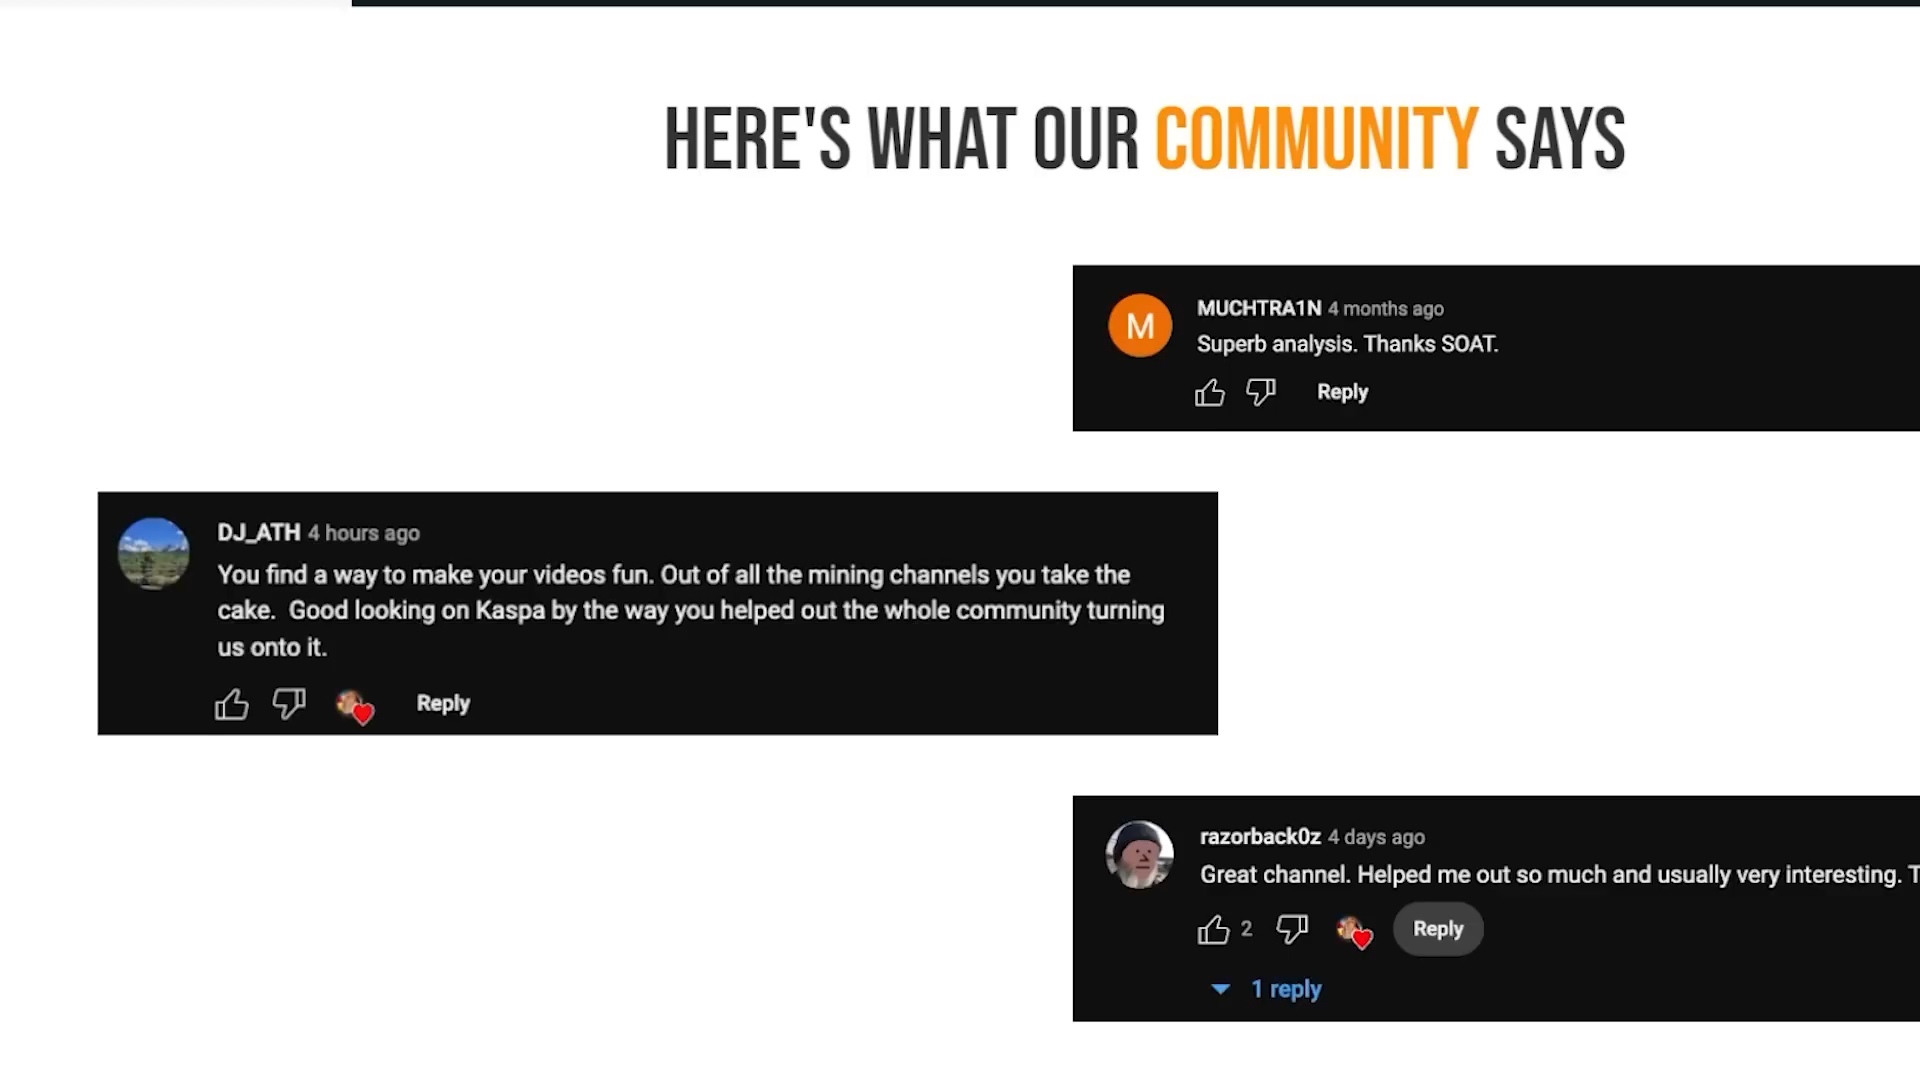 HERE'S WHAT OUR COMMUNITY SAYS
M
MUCHTRA1N 4 months ago
Superb analysis. Thanks SOAT.
Reply
DJ_ATH 4 hours ago
You find a way to make your videos fun. Out of all the mining channels you take the
cake.  Good looking on Kaspa by the way you helped out the whole community turning
us onto it.
Reply
razorback0z 4 days ago
Great channel. Helped me out so much and usually very interesting. T
2 Reply
1 reply